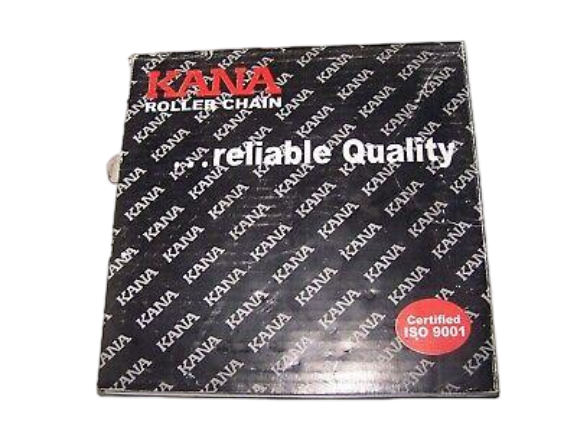 KANA
ROLLER CHAIN
...reliable Quality
Certified
ISO 9001